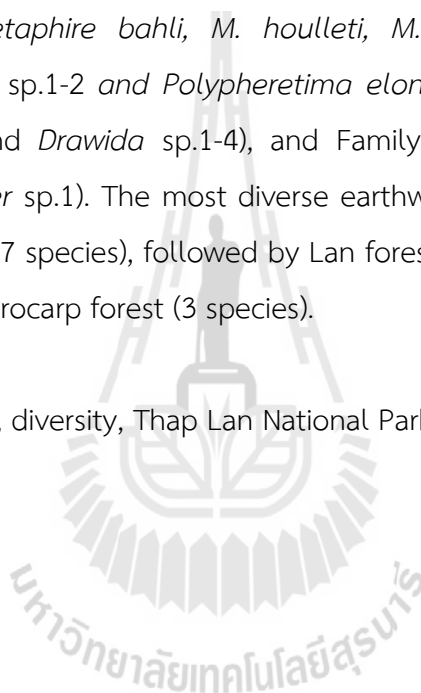 etaphire bahli, M. houlleti, M.
sp.1-2 and Polypheretima elon
nd Drawida sp.1-4), and Family
er sp.1). The most diverse earthw
7 species), followed by Lan fores
rocarp forest (3 species).
, diversity, Thap Lan National Park
มหาวิทยาลัยเทคโนโลยีสุรนารี